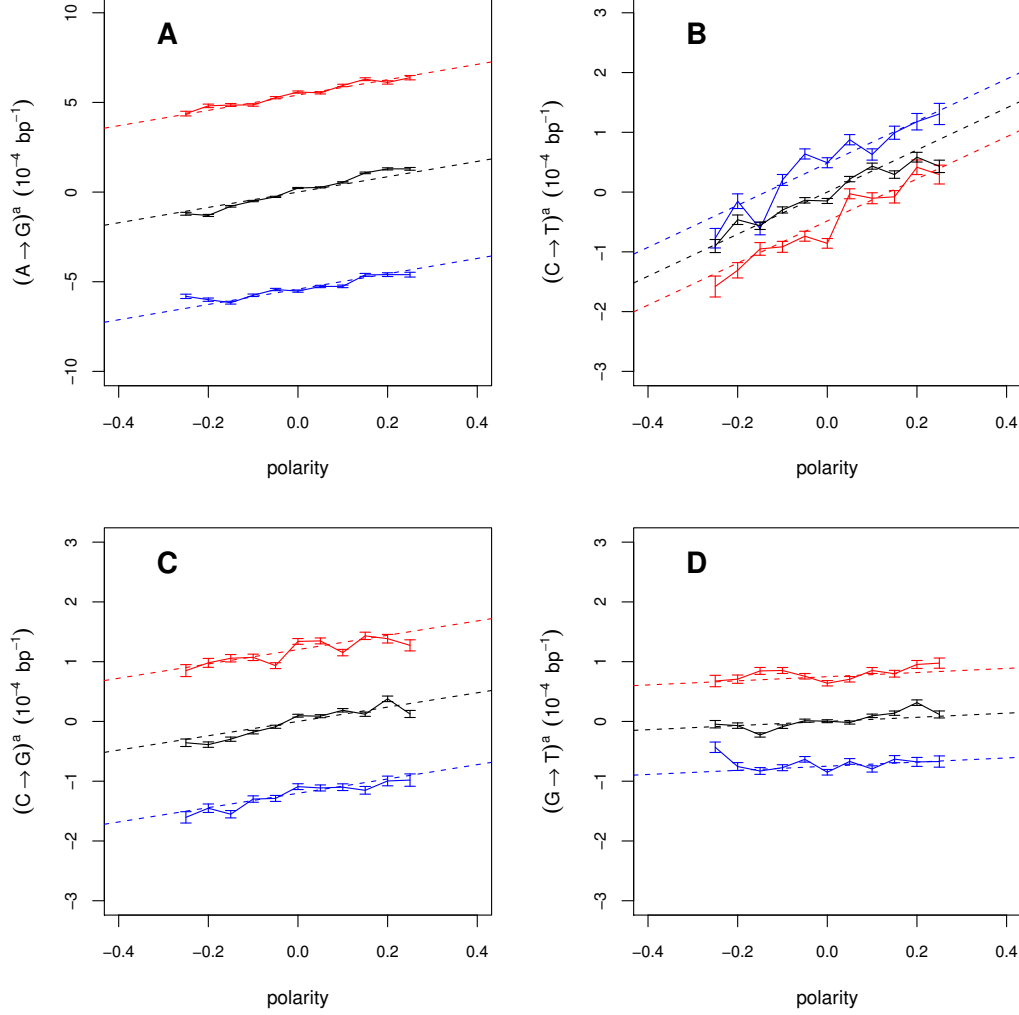 A
10
5
0
−5
−10
(A→G)ᵃ (10⁻⁴ bp⁻¹)
−0.4 −0.2 0.0 0.2 0.4
polarity
B
3
2
1
0
−1
−2
−3
(C→T)ᵃ (10⁻⁴ bp⁻¹)
−0.4 −0.2 0.0 0.2 0.4
polarity
C
3
2
1
0
−1
−2
−3
(C→G)ᵃ (10⁻⁴ bp⁻¹)
−0.4 −0.2 0.0 0.2 0.4
polarity
D
3
2
1
0
−1
−2
−3
(G→T)ᵃ (10⁻⁴ bp⁻¹)
−0.4 −0.2 0.0 0.2 0.4
polarity